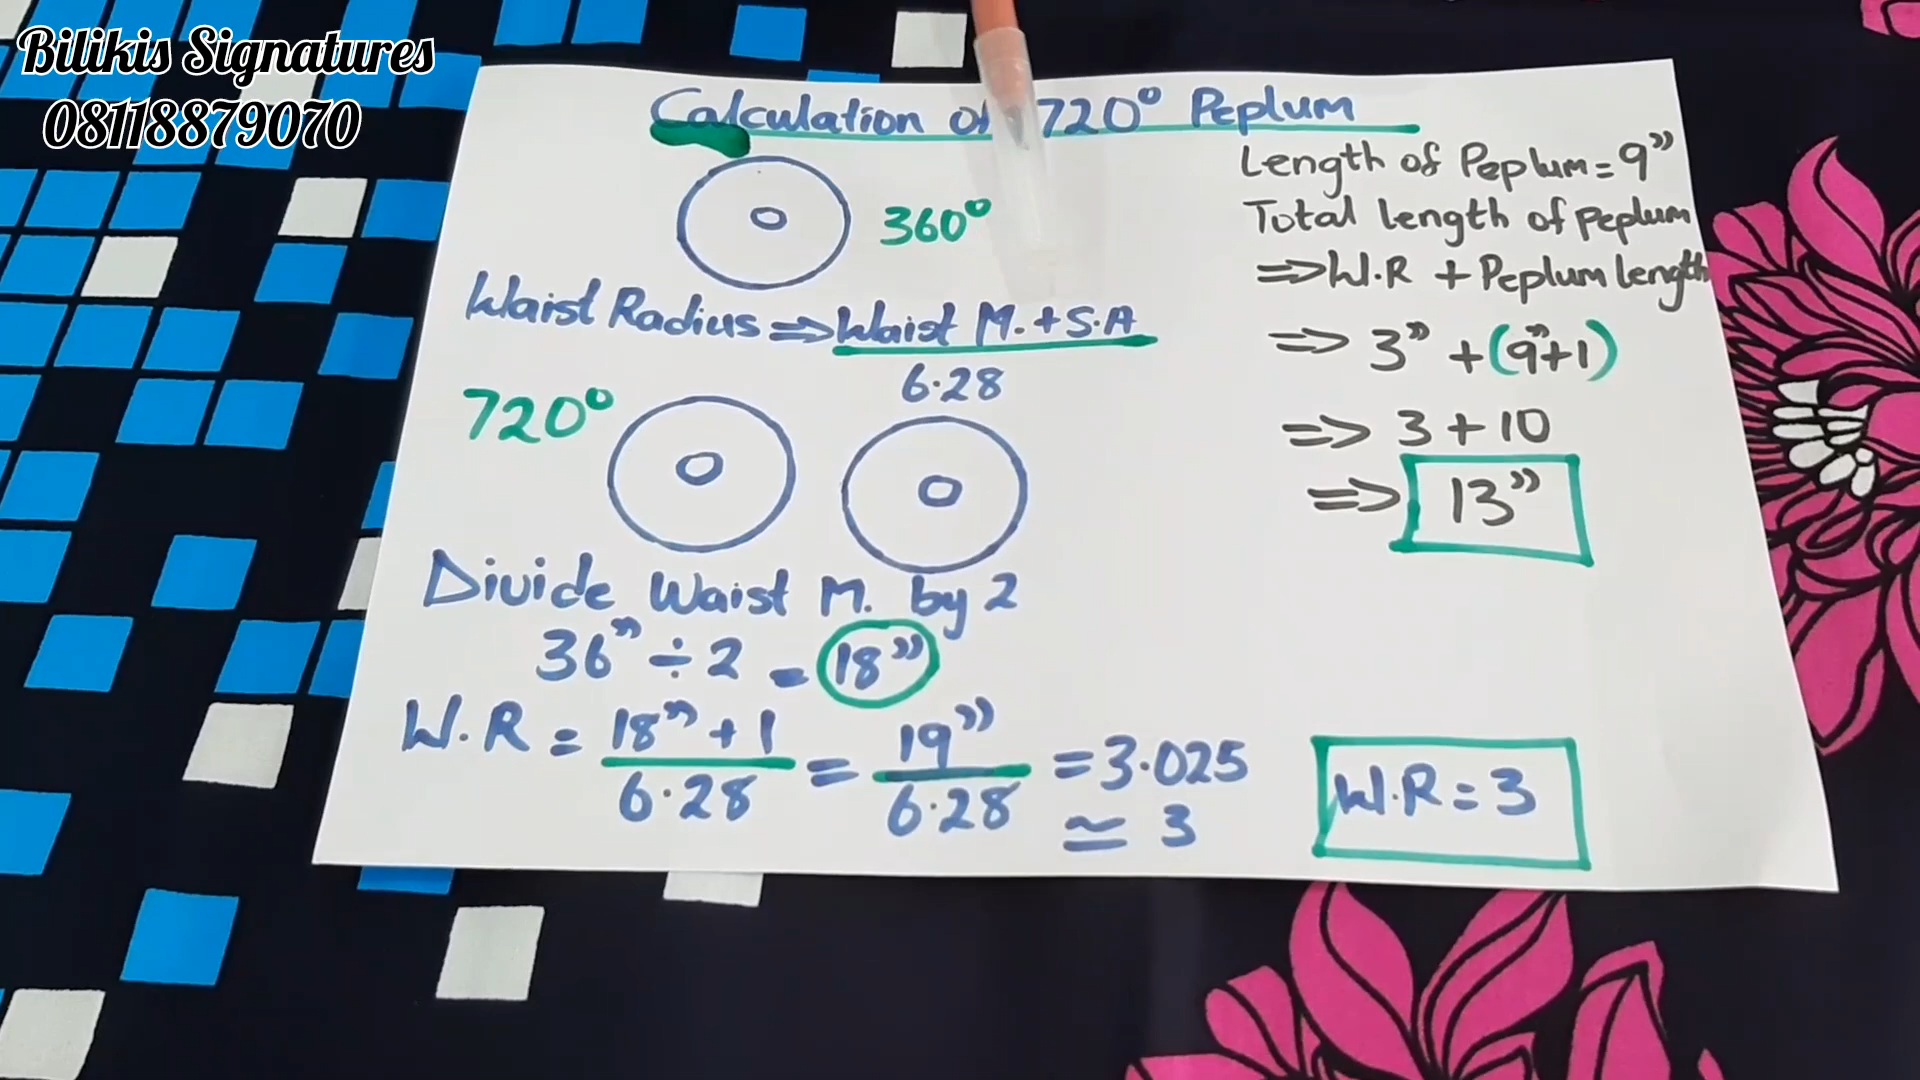 Bilikis Signatures
08118879070
Calculation of 720° Peplum
360°
Waist Radius => Waist M. + S.A
6.28
720°
Divide Waist M. by 2
36" ÷ 2 = 18"
W.R = 18" + 1 = 19" = 3.025
6.28 6.28
≃ 3
Length of Peplum = 9"
Total length of Peplum
=> W.R + Peplum length
=> 3" + (9"+1)
=> 3 + 10
=> 13"
W.R = 3